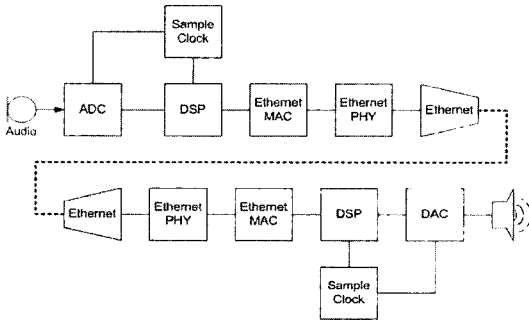 Sample
Clock
ADC
DSP
Ethernet
MAC
Ethernet
PHY
Ethernet
Audio
Ethernet
Ethernet
PHY
Ethernet
MAC
DSP
DAC
Sample
Clock